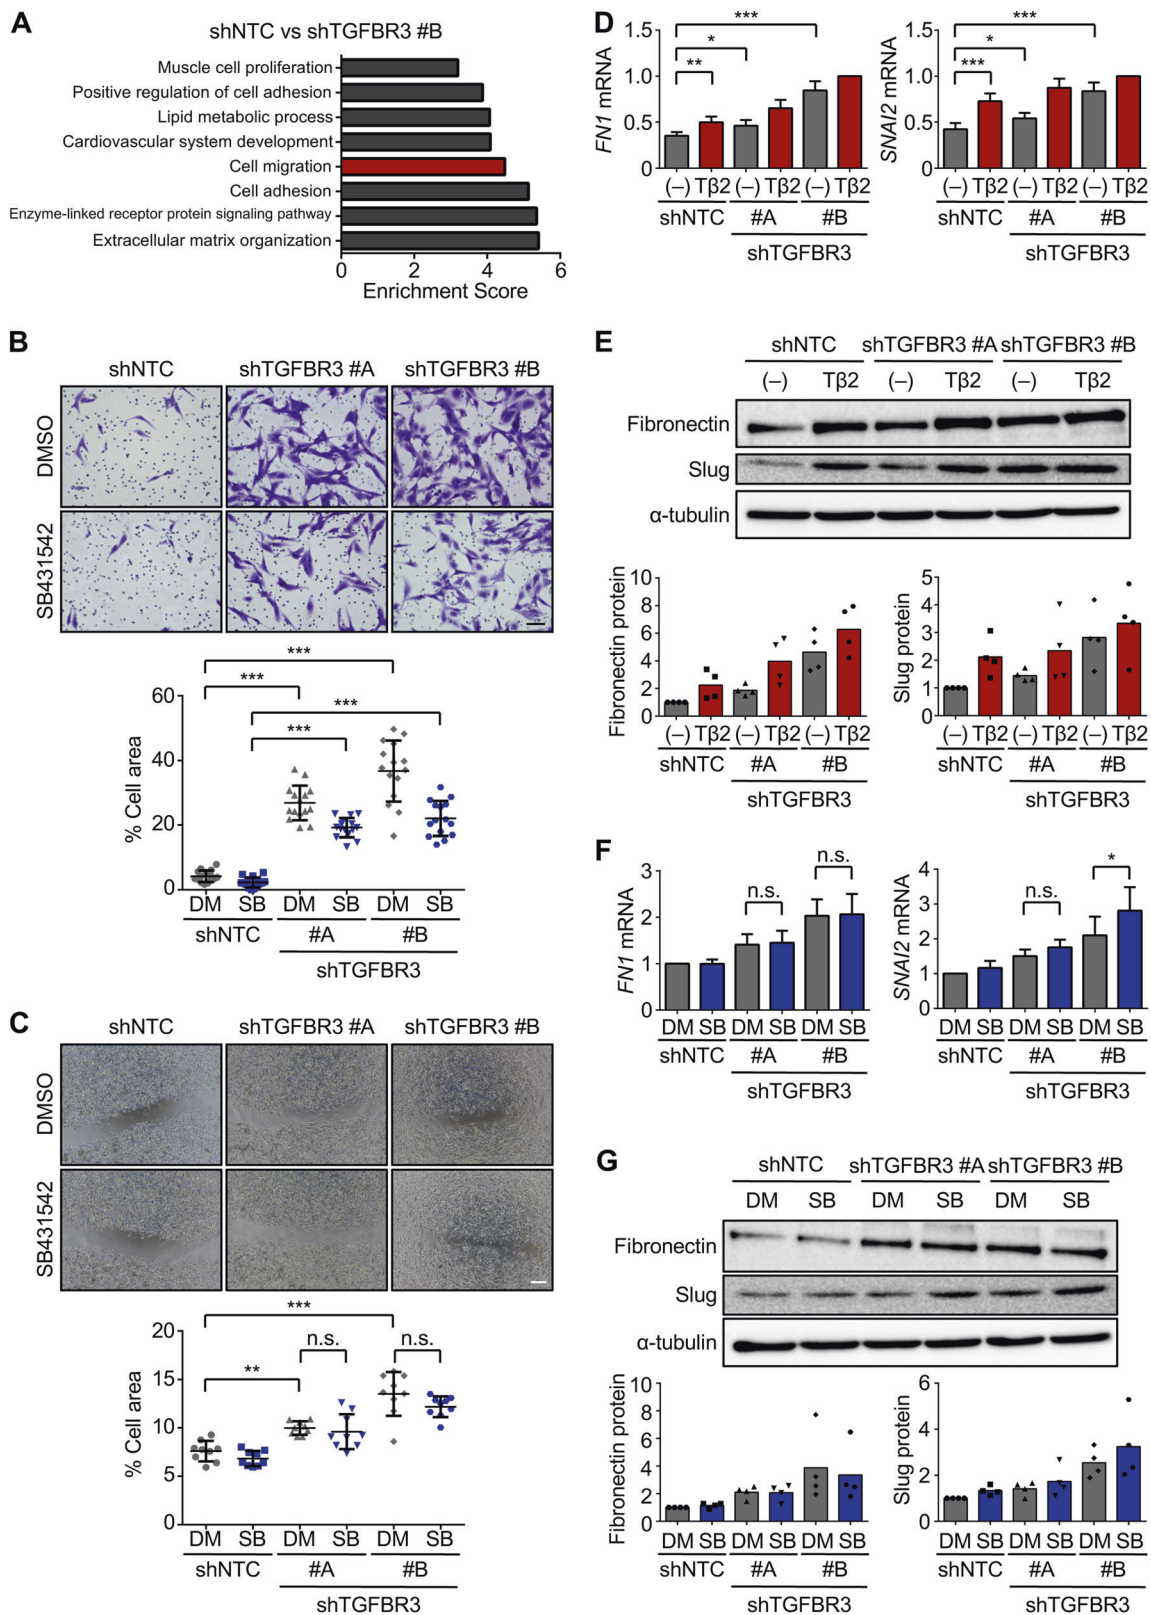 A
shNTC vs shTGFBR3 #B
Muscle cell proliferation
Positive regulation of cell adhesion
Lipid metabolic process
Cardiovascular system development
Cell migration
Cell adhesion
Enzyme-linked receptor protein signaling pathway
Extracellular matrix organization
0 2 4 6
Enrichment Score
B
shNTC shTGFBR3 #A shTGFBR3 #B
DMSO
SB431542
***
***
***
***
60
40
20
0
% Cell area
DM SB DM SB DM SB
shNTC #A #B
shTGFBR3
C
shNTC shTGFBR3 #A shTGFBR3 #B
DMSO
SB431542
***
** n.s. n.s.
20
15
10
5
0
% Cell area
DM SB DM SB DM SB
shNTC #A #B
shTGFBR3
D
***
*
**
1.5
1.0
0.5
0
FN1 mRNA
(–) Tβ2 (–) Tβ2 (–) Tβ2
shNTC #A #B
shTGFBR3
***
*
***
1.5
1.0
0.5
0
SNAI2 mRNA
(–) Tβ2 (–) Tβ2 (–) Tβ2
shNTC #A #B
shTGFBR3
E
shNTC shTGFBR3 #A shTGFBR3 #B
(–) Tβ2 (–) Tβ2 (–) Tβ2
Fibronectin
Slug
α-tubulin
10
8
6
4
2
0
Fibronectin protein
(–) Tβ2 (–) Tβ2 (–) Tβ2
shNTC #A #B
shTGFBR3
5
4
3
2
1
0
Slug protein
(–) Tβ2 (–) Tβ2 (–) Tβ2
shNTC #A #B
shTGFBR3
F
n.s.
n.s.
3
2
1
0
FN1 mRNA
DM SB DM SB DM SB
shNTC #A #B
shTGFBR3
*
n.s.
4
3
2
1
0
SNAI2 mRNA
DM SB DM SB DM SB
shNTC #A #B
shTGFBR3
G
shNTC shTGFBR3 #A shTGFBR3 #B
DM SB DM SB DM SB
Fibronectin
Slug
α-tubulin
10
8
6
4
2
0
Fibronectin protein
DM SB DM SB DM SB
shNTC #A #B
shTGFBR3
6
4
2
0
Slug protein
DM SB DM SB DM SB
shNTC #A #B
shTGFBR3